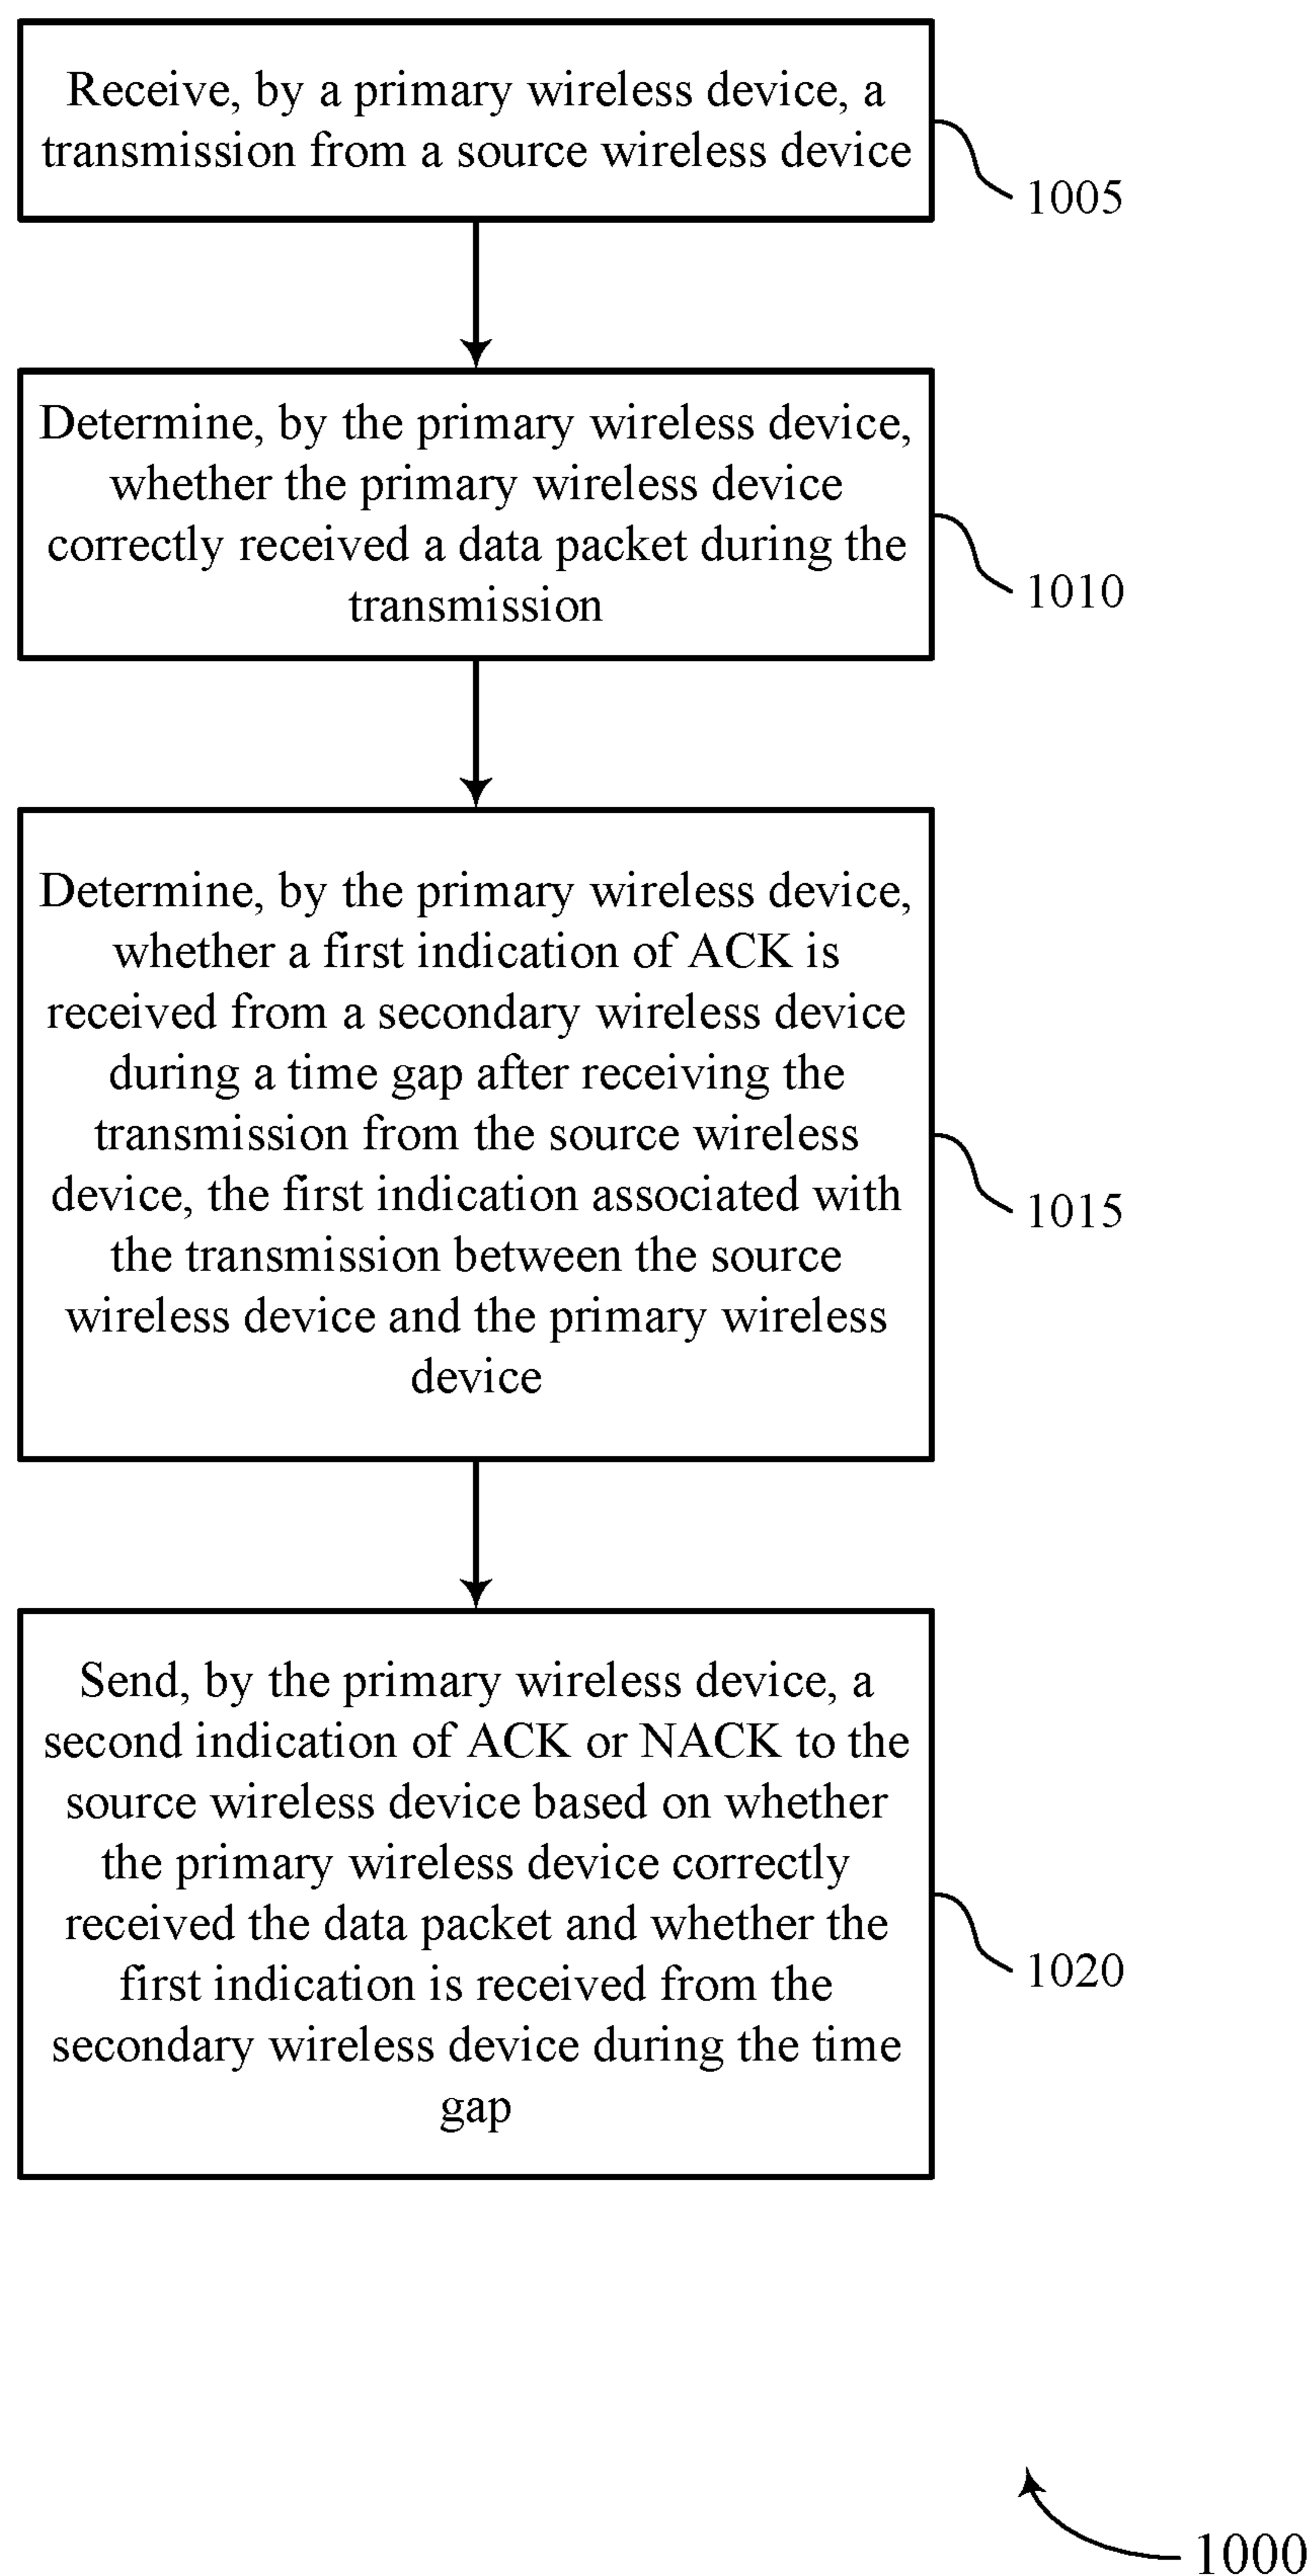 Receive, by a primary wireless device, a
transmission from a source wireless device
1005
Determine, by the primary wireless device,
whether the primary wireless device
correctly received a data packet during the
transmission
1010
Determine, by the primary wireless device,
whether a first indication of ACK is
received from a secondary wireless device
during a time gap after receiving the
transmission from the source wireless
device, the first indication associated with
the transmission between the source
wireless device and the primary wireless
device
1015
Send, by the primary wireless device, a
second indication of ACK or NACK to the
source wireless device based on whether
the primary wireless device correctly
received the data packet and whether the
first indication is received from the
secondary wireless device during the time
gap
1020
1000